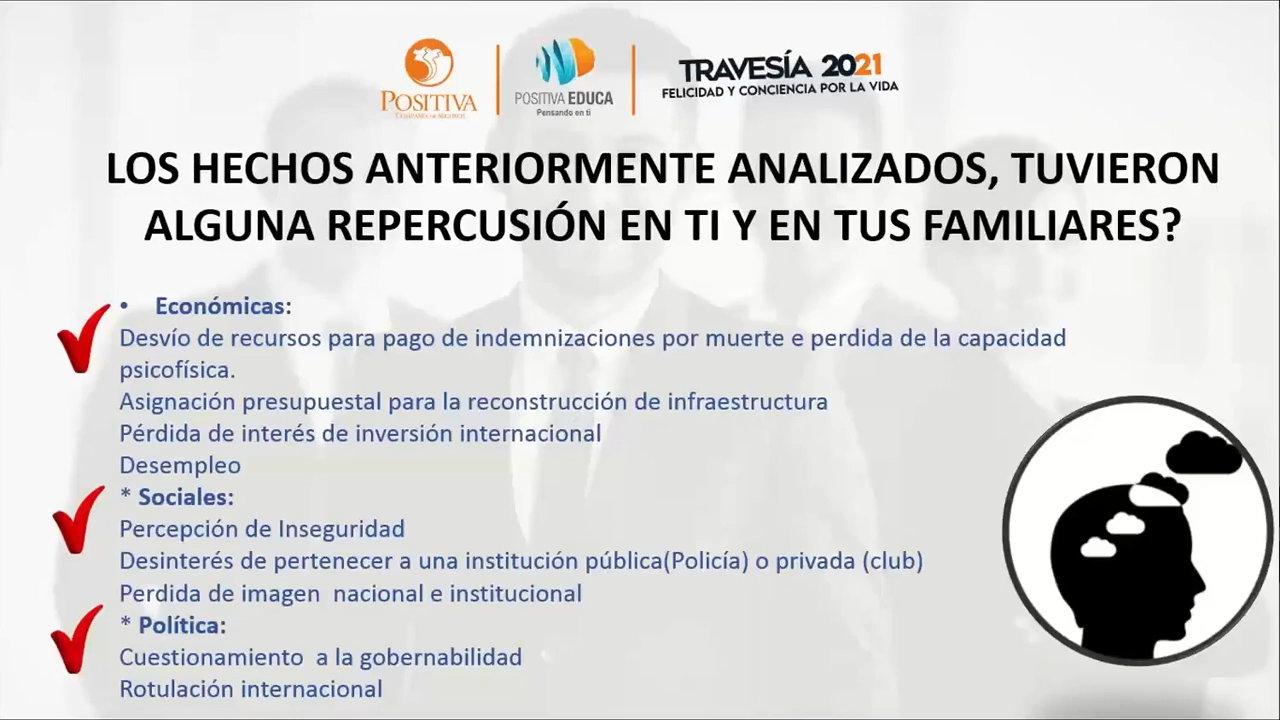 POSITIVA
COMPAÑÍA DE SEGUROS
POSITIVA EDUCA
Pensando en ti
TRAVESÍA 2021
FELICIDAD Y CONCIENCIA POR LA VIDA
LOS HECHOS ANTERIORMENTE ANALIZADOS, TUVIERON
ALGUNA REPERCUSIÓN EN TI Y EN TUS FAMILIARES?
• Económicas:
Desvío de recursos para pago de indemnizaciones por muerte e perdida de la capacidad
psicofísica.
Asignación presupuestal para la reconstrucción de infraestructura
Pérdida de interés de inversión internacional
Desempleo
* Sociales:
Percepción de Inseguridad
Desinterés de pertenecer a una institución pública(Policía) o privada (club)
Perdida de imagen  nacional e institucional
* Política:
Cuestionamiento  a la gobernabilidad
Rotulación internacional